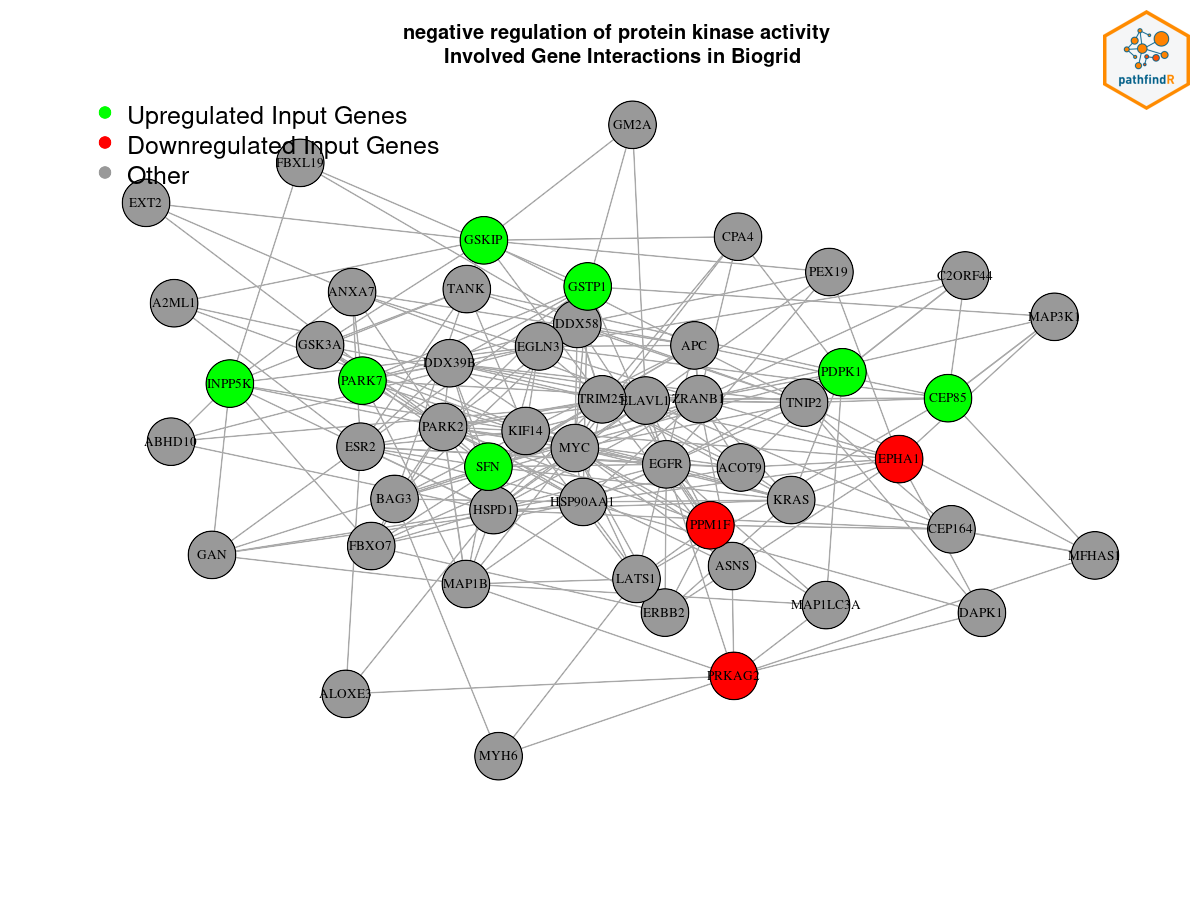 negative regulation of protein kinase activity
Involved Gene Interactions in Biogrid
pathfindR
Upregulated Input Genes
Downregulated Input Genes
Other
GM2A
FBXL19
EXT2
GSKIP
CPA4
PEX19
C2ORF44
GSTP1
TANK
ANXA7
A2ML1
MAP3K1
DDX58
GSK3A
EGLN3
APC
DDX39B
PDPK1
INPP5K
PARK7
TRIM25
ELAVL1
ZRANB1
TNIP2
CEP85
PARK2
KIF14
ABHD10
ESR2
MYC
SFN
EGFR
ACOT9
EPHA1
BAG3
HSPD1
HSP90AA1
KRAS
PPM1F
CEP164
FBXO7
GAN
MFHAS1
ASNS
MAP1B
LATS1
ERBB2
MAP1LC3A
DAPK1
PRKAG2
ALOXE3
MYH6